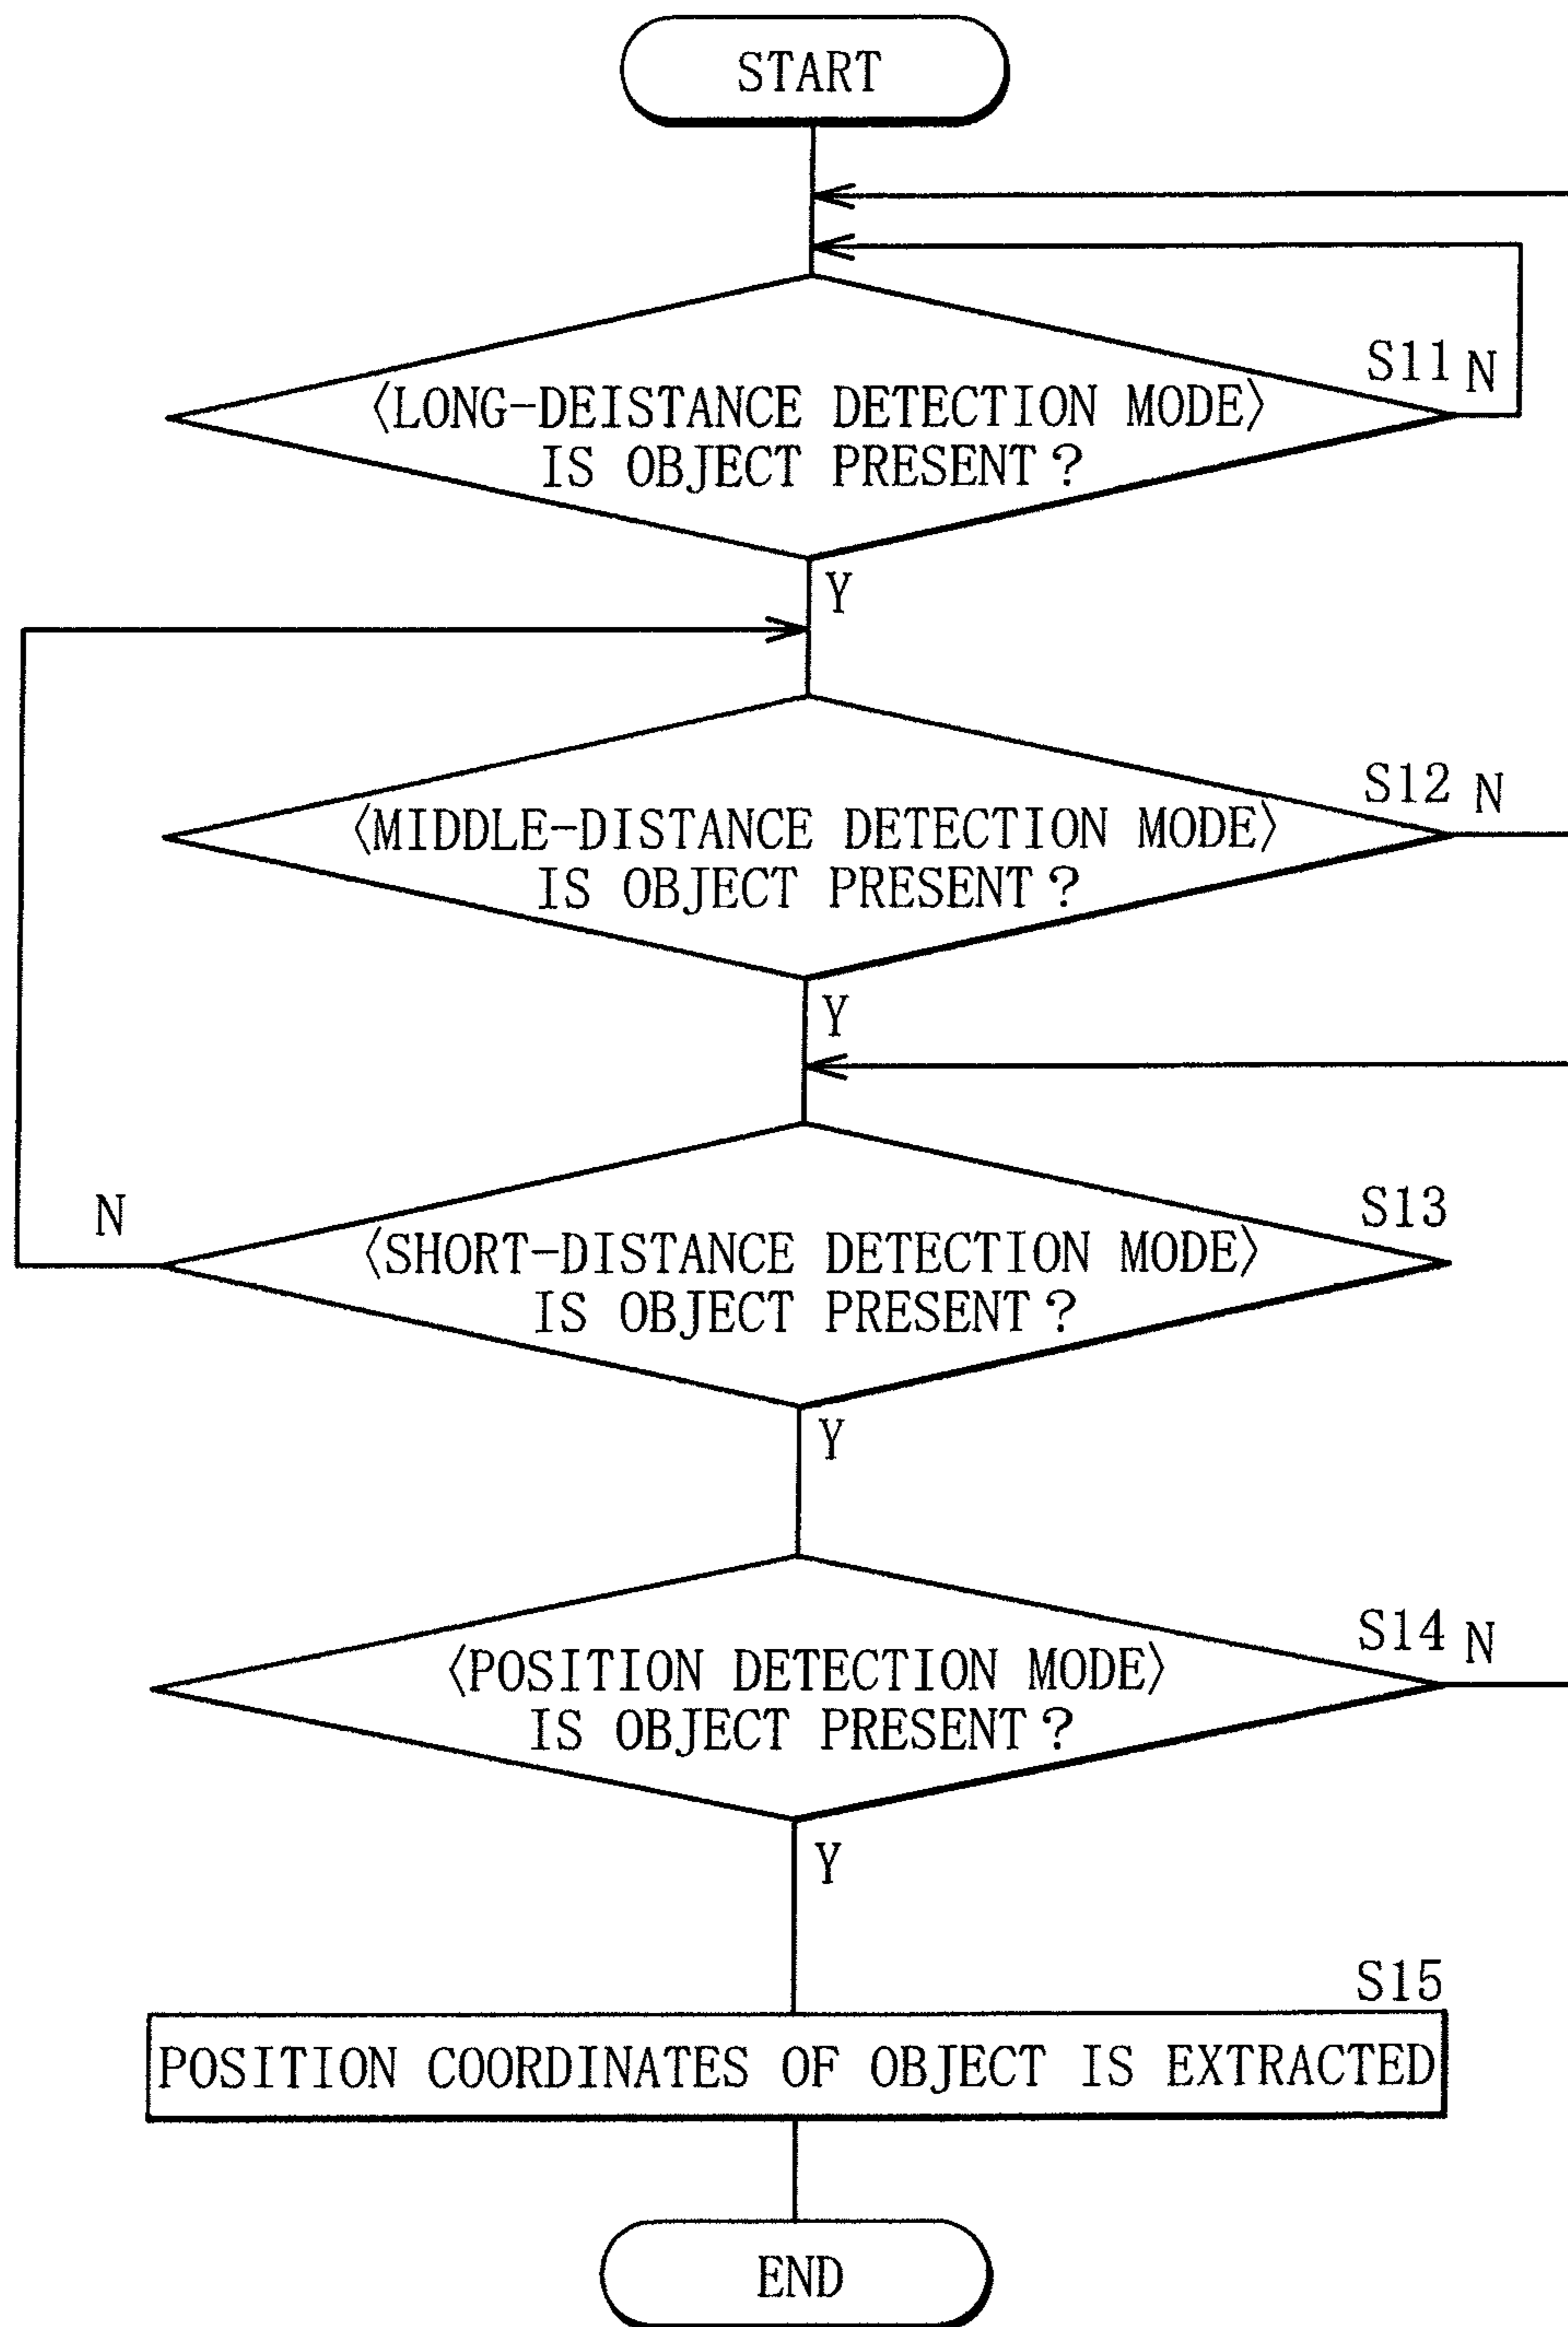 START
S11 N
〈LONG-DEISTANCE DETECTION MODE〉
IS OBJECT PRESENT?
Y
S12 N
〈MIDDLE-DISTANCE DETECTION MODE〉
IS OBJECT PRESENT?
Y
N
S13
〈SHORT-DISTANCE DETECTION MODE〉
IS OBJECT PRESENT?
Y
S14 N
〈POSITION DETECTION MODE〉
IS OBJECT PRESENT?
Y
S15
POSITION COORDINATES OF OBJECT IS EXTRACTED
END